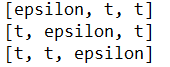 [epsilon, t, t]
[t, epsilon, t]
[t, t, epsilon]